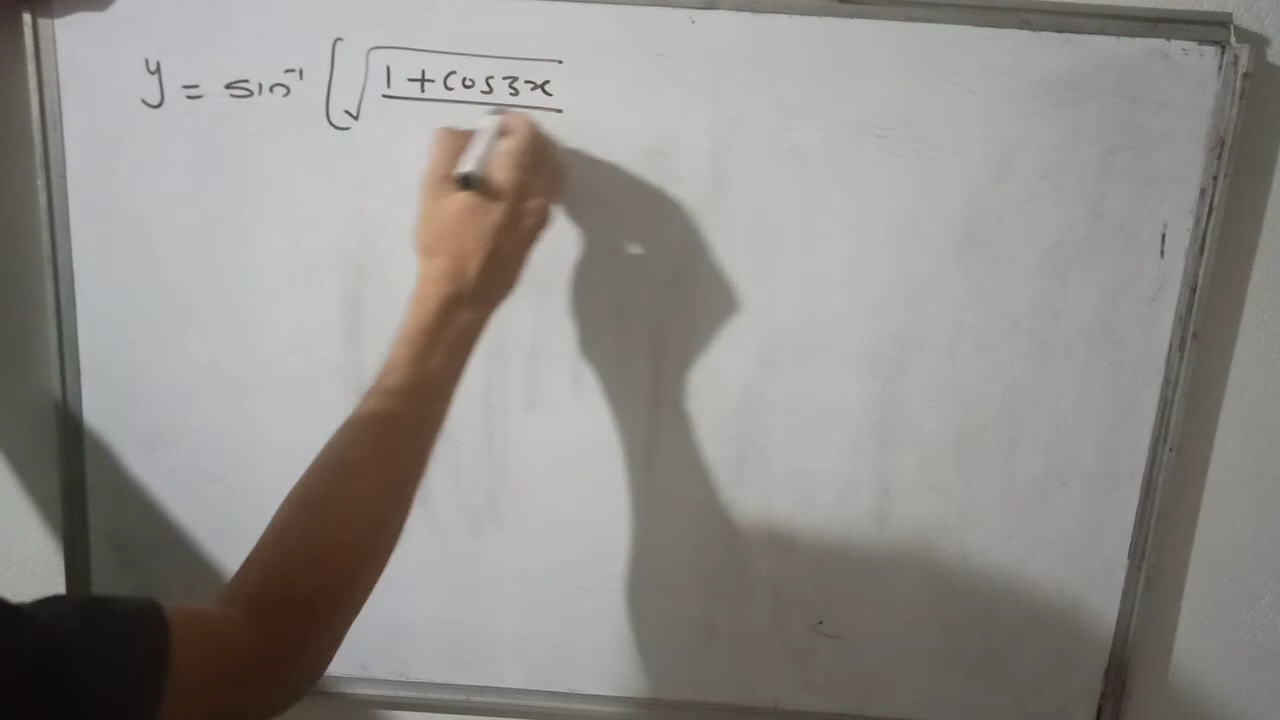 y = sin⁻¹ (√1 + cos3x